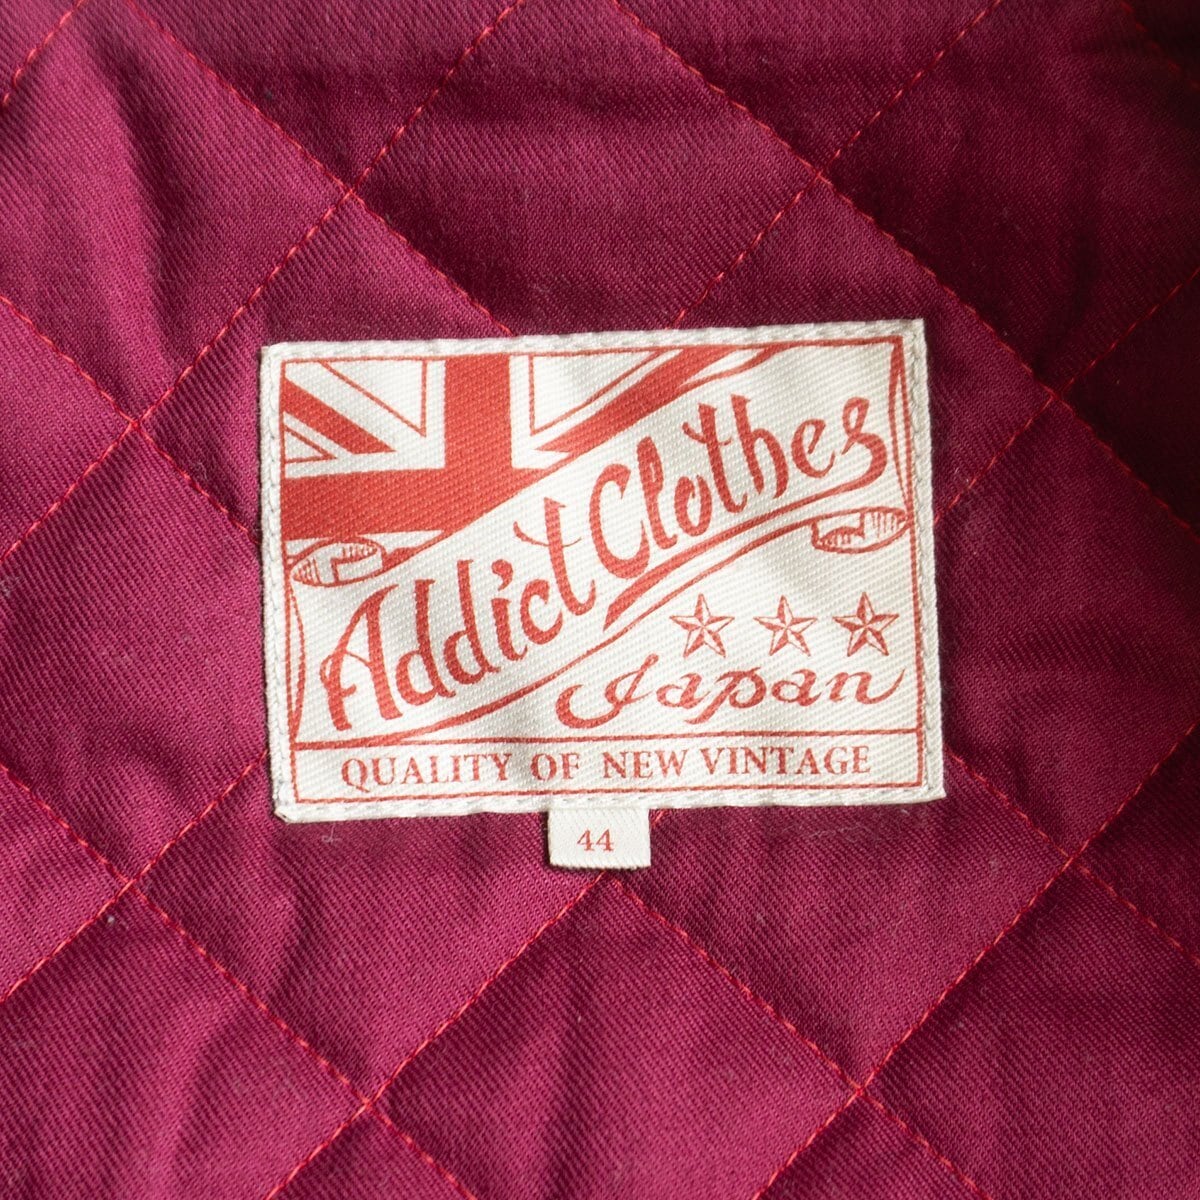 Addict Clothes
Japan
QUALITY OF NEW VINTAGE
44